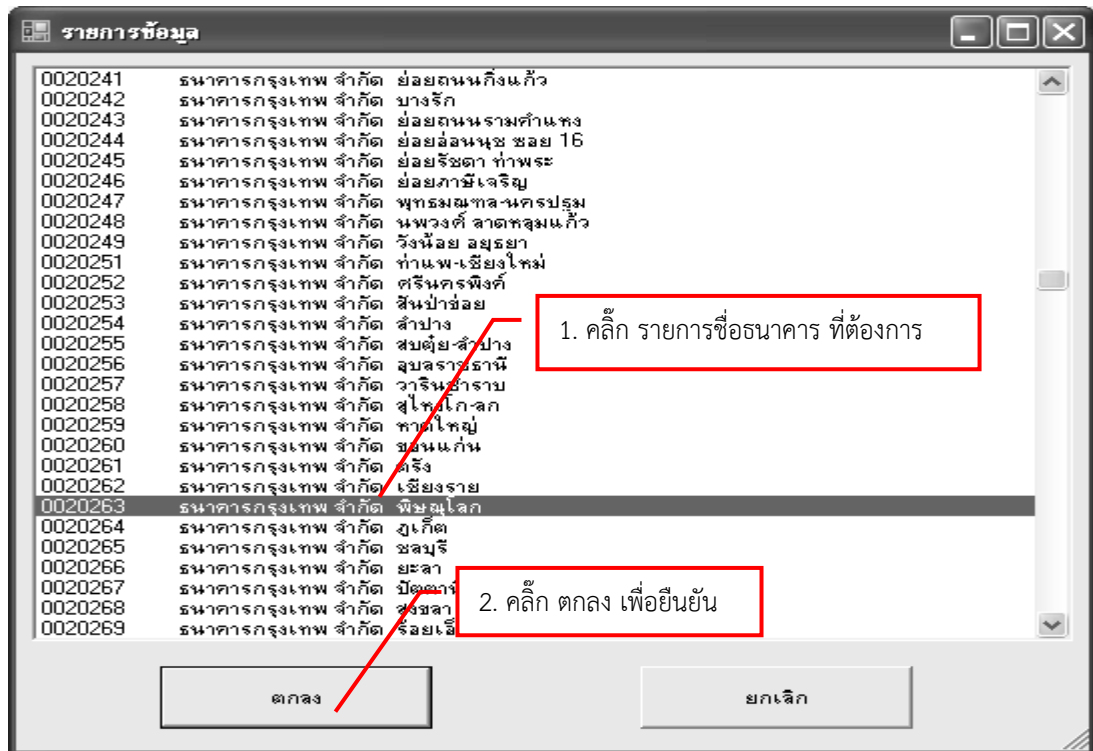 รายการข้อมูล
0020241 ธนาคารกรุงเทพ จำกัด ย่อยถนนกิ่งแก้ว
0020242 ธนาคารกรุงเทพ จำกัด บางรัก
0020243 ธนาคารกรุงเทพ จำกัด ย่อยถนนรามคำแหง
0020244 ธนาคารกรุงเทพ จำกัด ย่อยอ่อนนุช ซอย 16
0020245 ธนาคารกรุงเทพ จำกัด ย่อยรัชดา ท่าพระ
0020246 ธนาคารกรุงเทพ จำกัด ย่อยภาษีเจริญ
0020247 ธนาคารกรุงเทพ จำกัด พุทธมณฑล-นครปฐม
0020248 ธนาคารกรุงเทพ จำกัด นพวงศ์ ลาดหลุมแก้ว
0020249 ธนาคารกรุงเทพ จำกัด วังน้อย อยุธยา
0020251 ธนาคารกรุงเทพ จำกัด ท่าแพ-เชียงใหม่
0020252 ธนาคารกรุงเทพ จำกัด ศรีนครพิงค์
0020253 ธนาคารกรุงเทพ จำกัด สันป่าข่อย
0020254 ธนาคารกรุงเทพ จำกัด ลำปาง
1. คลิ๊ก รายการชื่อธนาคาร ที่ต้องการ
0020255 ธนาคารกรุงเทพ จำกัด สบตุ๋ย-ลำปาง
0020256 ธนาคารกรุงเทพ จำกัด อุบลราชธานี
0020257 ธนาคารกรุงเทพ จำกัด วารินชำราบ
0020258 ธนาคารกรุงเทพ จำกัด สุไหงโก-ลก
0020259 ธนาคารกรุงเทพ จำกัด หาดใหญ่
0020260 ธนาคารกรุงเทพ จำกัด ขอนแก่น
0020261 ธนาคารกรุงเทพ จำกัด ตรัง
0020262 ธนาคารกรุงเทพ จำกัด เชียงราย
0020263 ธนาคารกรุงเทพ จำกัด พิษณุโลก
0020264 ธนาคารกรุงเทพ จำกัด ภูเก็ต
0020265 ธนาคารกรุงเทพ จำกัด ชลบุรี
0020266 ธนาคารกรุงเทพ จำกัด ยะลา
0020267 ธนาคารกรุงเทพ จำกัด
2. คลิ๊ก ตกลง เพื่อยืนยัน
0020268 ธนาคารกรุงเทพ จำกัด สงขลา
0020269 ธนาคารกรุงเทพ จำกัด
ตกลง
ยกเลิก